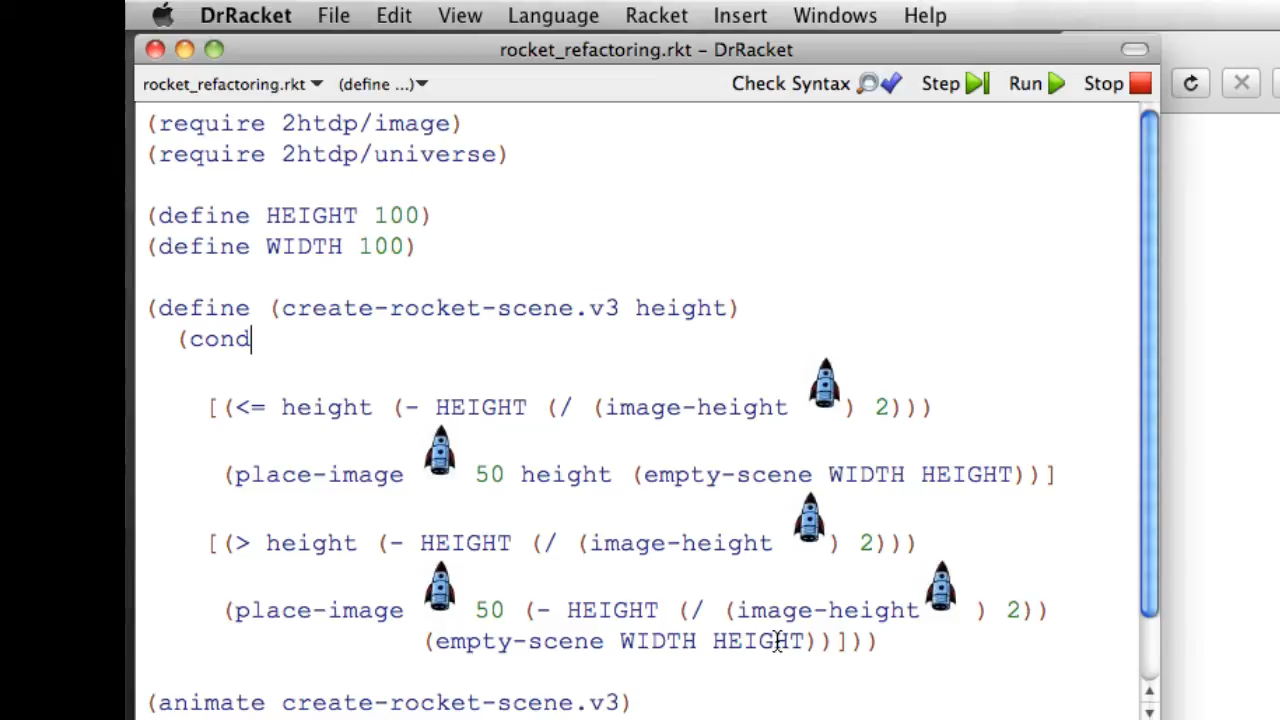 DrRacket File Edit View Language Racket Insert Windows Help
rocket_refactoring.rkt - DrRacket
rocket_refactoring.rkt (define ...) Check Syntax Step Run Stop
(require 2htdp/image)
(require 2htdp/universe)
(define HEIGHT 100)
(define WIDTH 100)
(define (create-rocket-scene.v3 height)
(cond
[(<= height (- HEIGHT (/ (image-height ) 2)))
(place-image 50 height (empty-scene WIDTH HEIGHT))]
[(> height (- HEIGHT (/ (image-height ) 2)))
(place-image 50 (- HEIGHT (/ (image-height ) 2))
(empty-scene WIDTH HEIGHT))]))
(animate create-rocket-scene.v3)